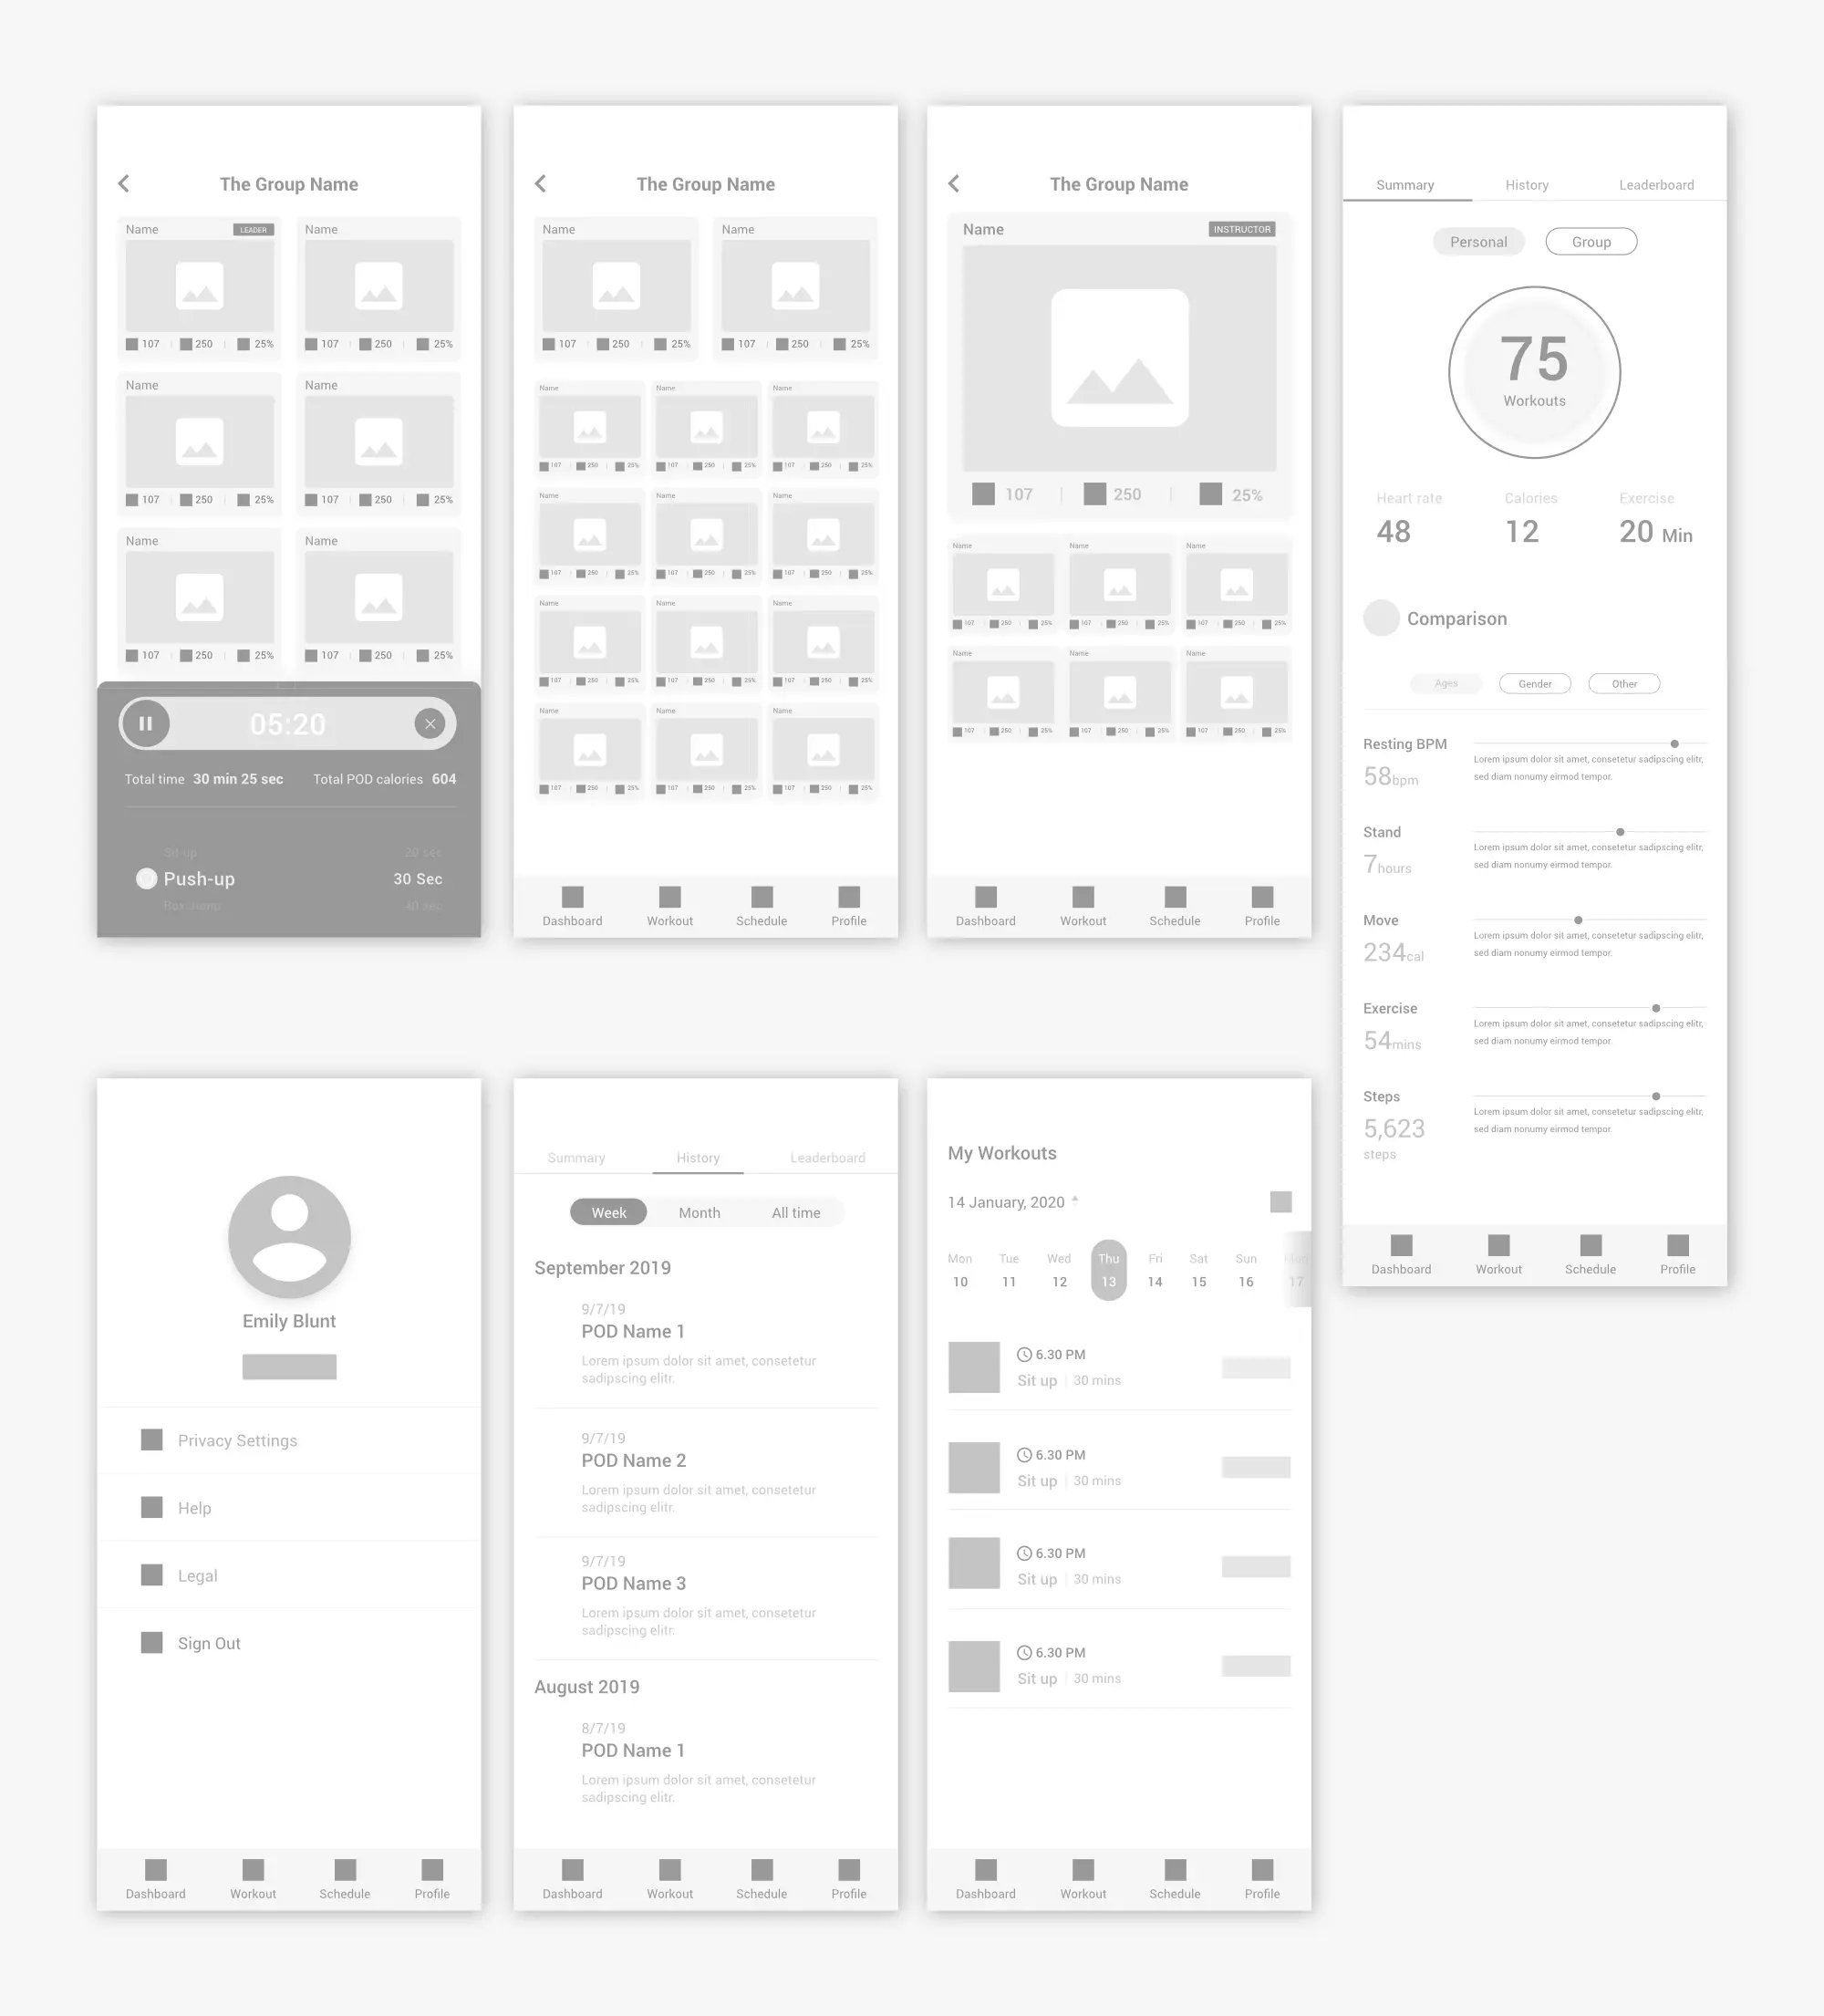 The Group Name
Name LEADER
Name
107 | 250 | 25%
107 | 250 | 25%
Name
Name
107 | 250 | 25%
107 | 250 | 25%
Name
Name
107 | 250 | 25%
107 | 250 | 25%
05:20
Total time 30 min 25 sec
Total POD calories 604
Sit-up 20 sec
Push-up 30 Sec
Box Jump 40 sec
The Group Name
Name
Name
107 | 250 | 25%
107 | 250 | 25%
Name
Name
Name
107 | 250 | 25%
107 | 250 | 25%
107 | 250 | 25%
Name
Name
Name
107 | 250 | 25%
107 | 250 | 25%
107 | 250 | 25%
Name
Name
Name
107 | 250 | 25%
107 | 250 | 25%
107 | 250 | 25%
Name
Name
Name
107 | 250 | 25%
107 | 250 | 25%
107 | 250 | 25%
Dashboard Workout Schedule Profile
The Group Name
Name INSTRUCTOR
107 | 250 | 25%
Name
Name
Name
107 | 250 | 25%
107 | 250 | 25%
107 | 250 | 25%
Name
Name
Name
107 | 250 | 25%
107 | 250 | 25%
107 | 250 | 25%
Dashboard Workout Schedule Profile
Summary History Leaderboard
Personal Group
75
Workouts
Heart rate Calories Exercise
48 12 20 Min
Comparison
Ages Gender Other
Resting BPM
58bpm
Lorem ipsum dolor sit amet, consetetur sadipscing elitr,
sed diam nonumy eirmod tempor.
Stand
7hours
Lorem ipsum dolor sit amet, consetetur sadipscing elitr,
sed diam nonumy eirmod tempor.
Move
234cal
Lorem ipsum dolor sit amet, consetetur sadipscing elitr,
sed diam nonumy eirmod tempor.
Exercise
54mins
Lorem ipsum dolor sit amet, consetetur sadipscing elitr,
sed diam nonumy eirmod tempor.
Steps
5,623
steps
Lorem ipsum dolor sit amet, consetetur sadipscing elitr,
sed diam nonumy eirmod tempor.
Dashboard Workout Schedule Profile
Emily Blunt
Privacy Settings
Help
Legal
Sign Out
Dashboard Workout Schedule Profile
Summary History Leaderboard
Week Month All time
September 2019
9/7/19
POD Name 1
Lorem ipsum dolor sit amet, consetetur
sadipscing elitr.
9/7/19
POD Name 2
Lorem ipsum dolor sit amet, consetetur
sadipscing elitr.
9/7/19
POD Name 3
Lorem ipsum dolor sit amet, consetetur
sadipscing elitr.
August 2019
8/7/19
POD Name 1
Lorem ipsum dolor sit amet, consetetur
sadipscing elitr.
Dashboard Workout Schedule Profile
My Workouts
14 January, 2020
Mon Tue Wed Thu Fri Sat Sun Mon
10 11 12 13 14 15 16 17
6.30 PM
Sit up | 30 mins
6.30 PM
Sit up | 30 mins
6.30 PM
Sit up | 30 mins
6.30 PM
Sit up | 30 mins
Dashboard Workout Schedule Profile